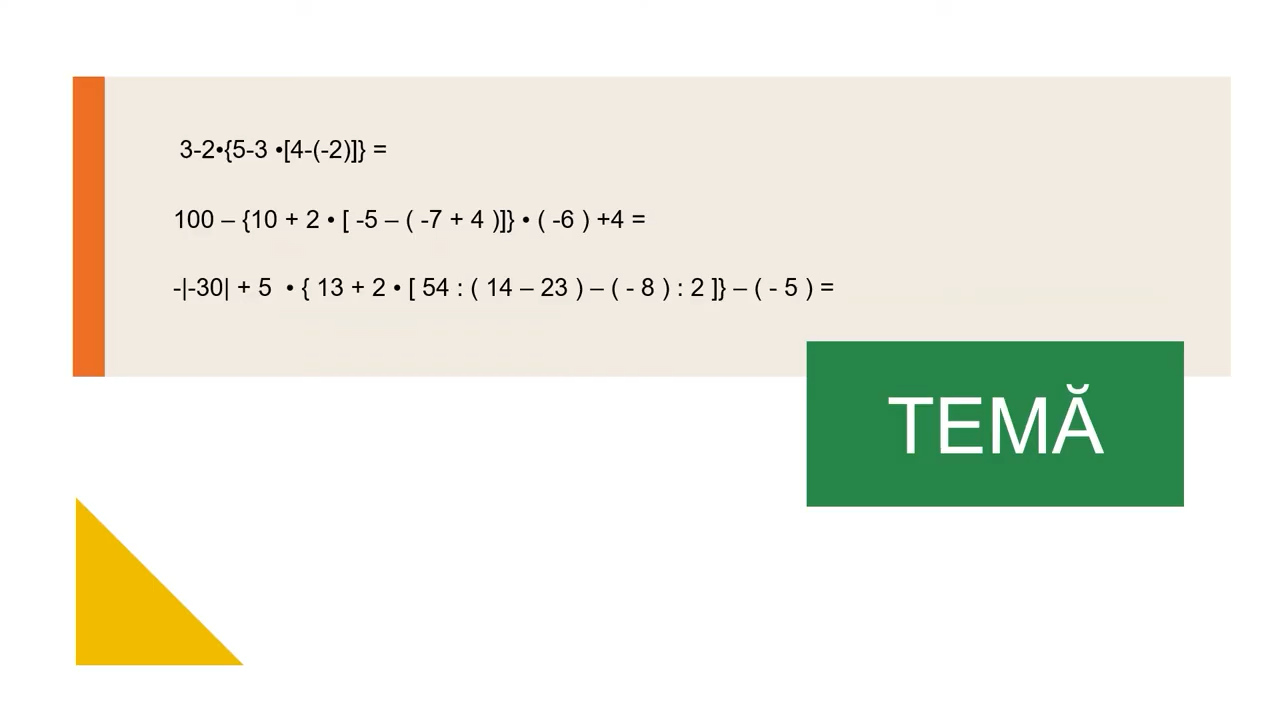 3-2•{5-3 •[4-(-2)]} =
100 – {10 + 2 • [ -5 – ( -7 + 4 )]} • ( -6 ) +4 =
-|-30| + 5  • { 13 + 2 • [ 54 : ( 14 – 23 ) – ( - 8 ) : 2 ]} – ( - 5 ) =
TEMĂ